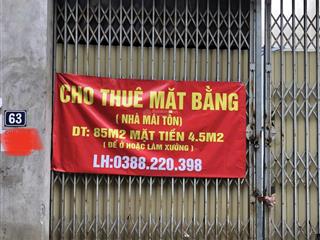 63
CHO THUÊ MẶT BẰNG
( NHÀ MÁI TÔN )
DT: 85M2 MẶT TIỀN 4.5M2
( ĐỂ Ở HOẶC LÀM XƯỞNG )
LH:0388.220.398